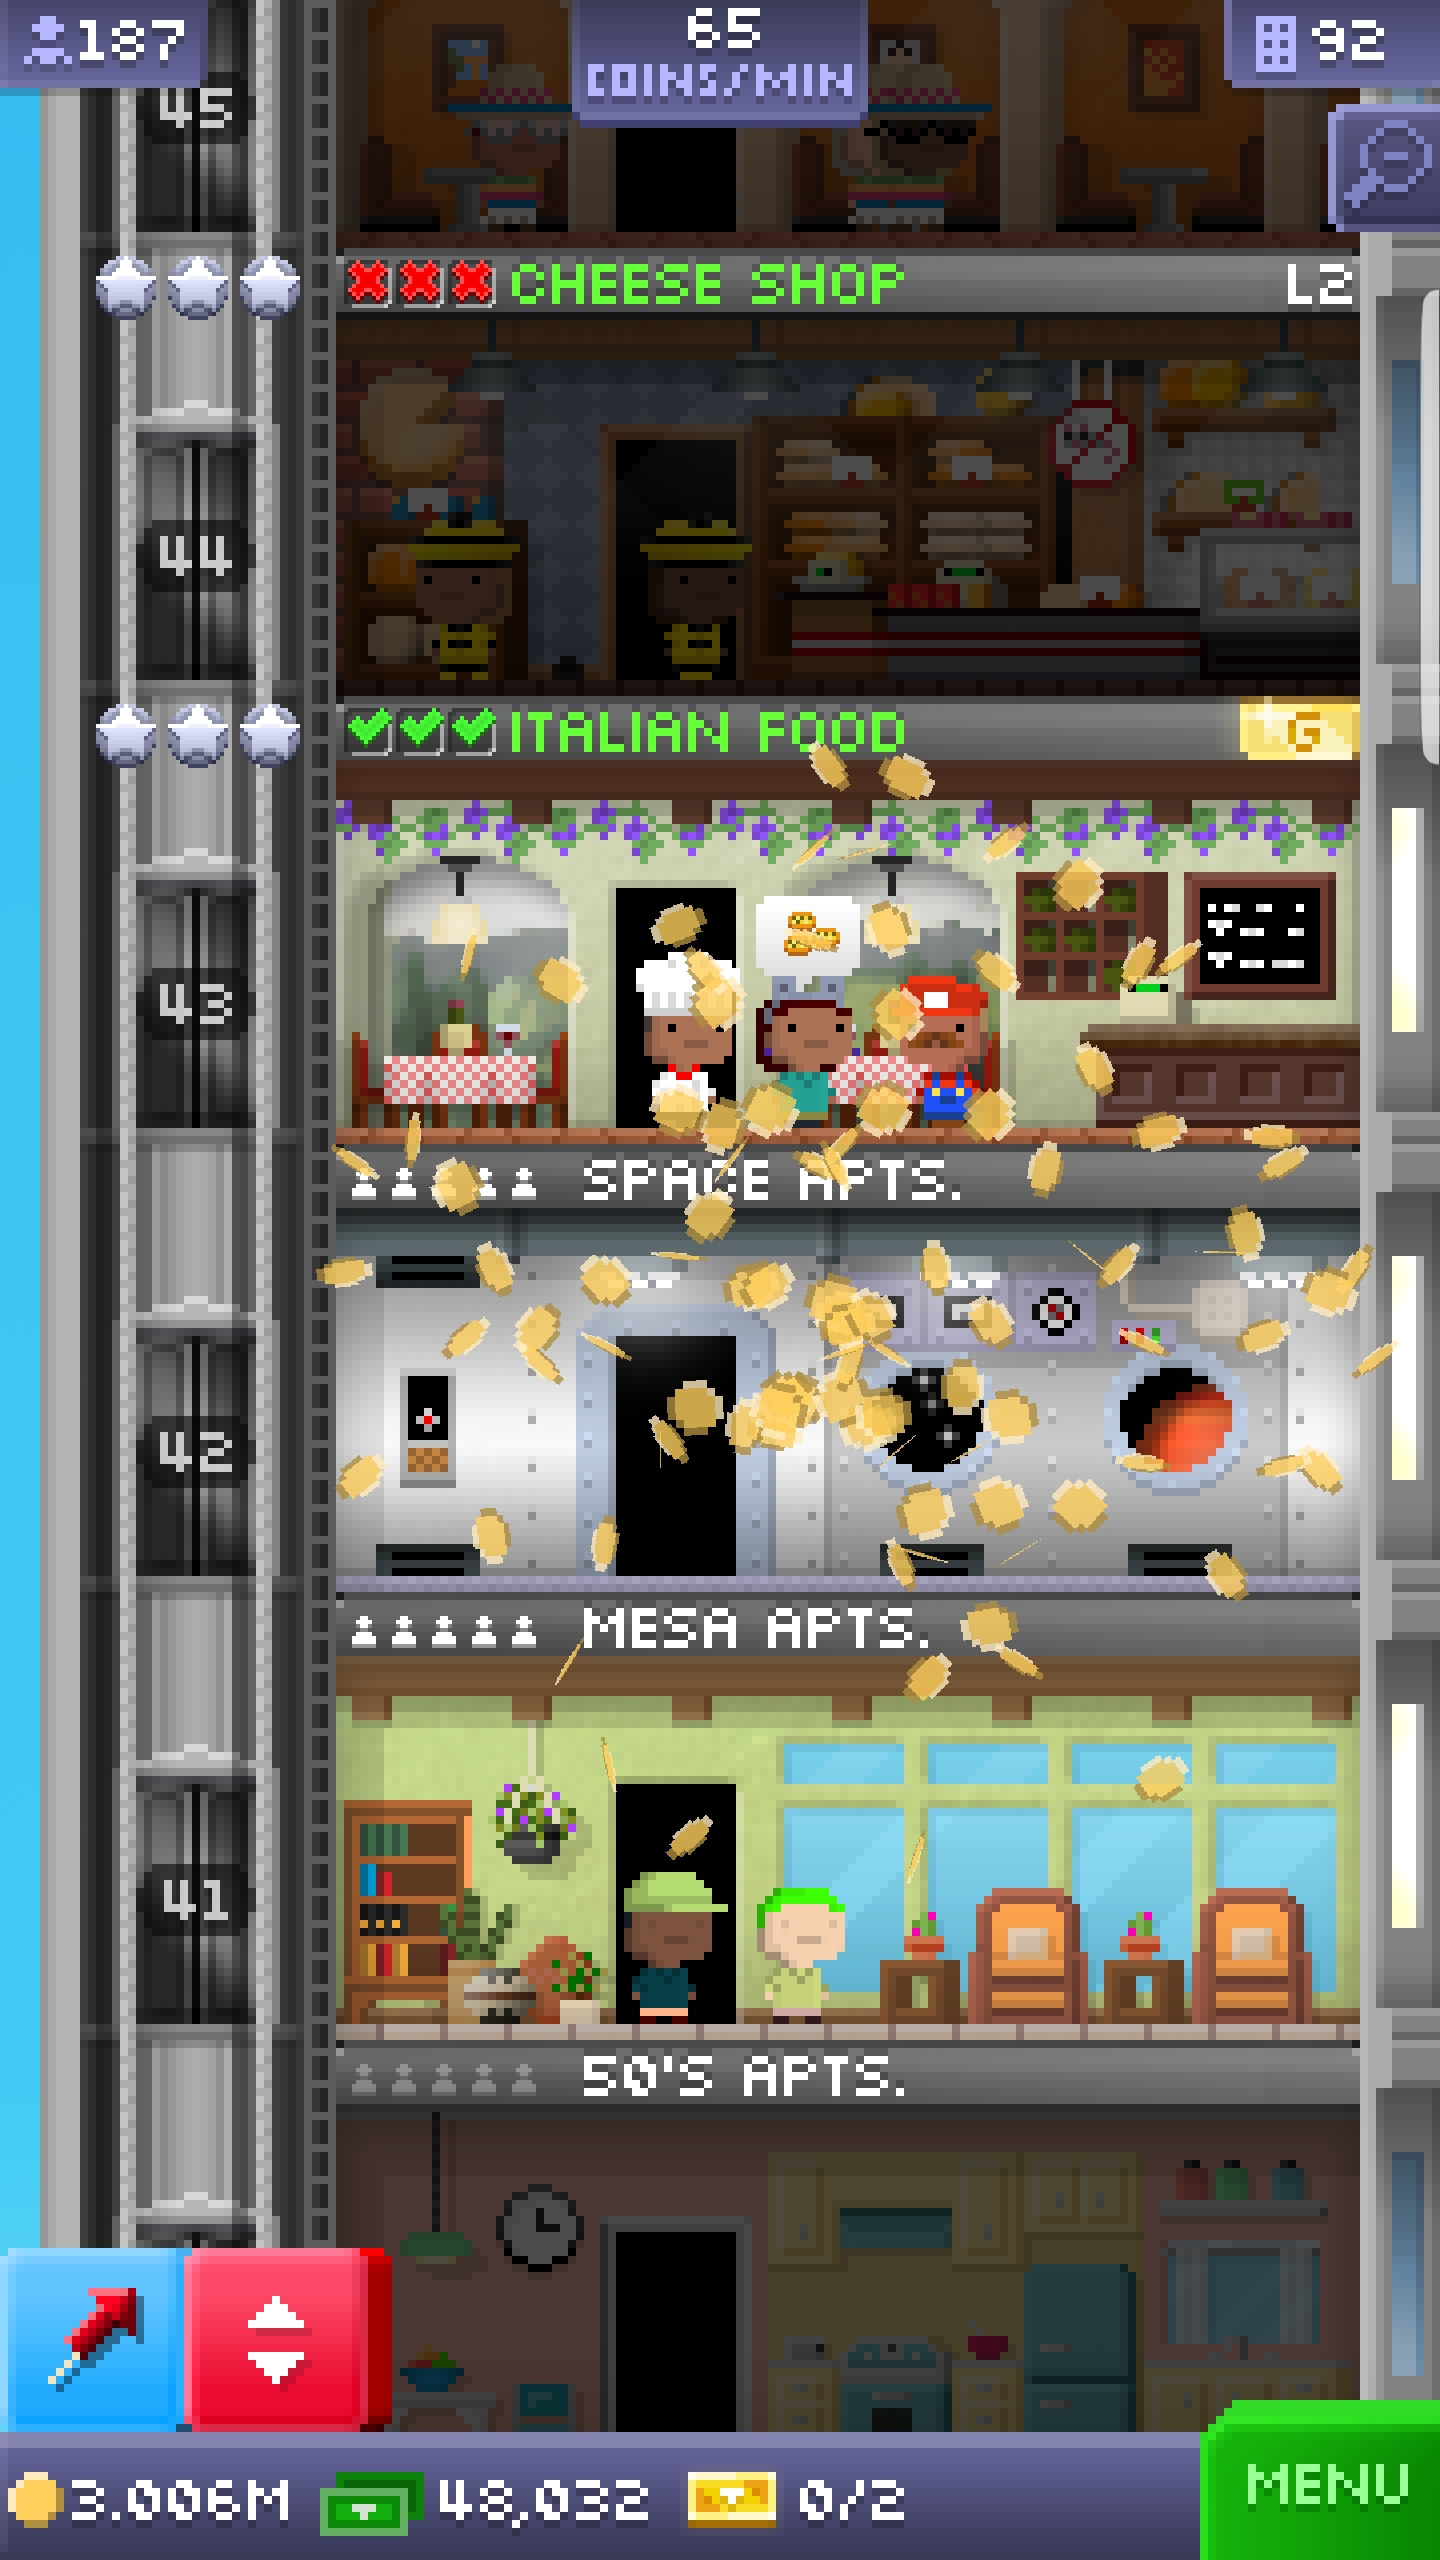 187
65
COINS/MIN
92
45
CHEESE SHOP L2
44
ITALIAN FOOD G
43
SPACE APTS.
42
MESA APTS.
41
50'S APTS.
3.006M 48,032 0/2
MENU